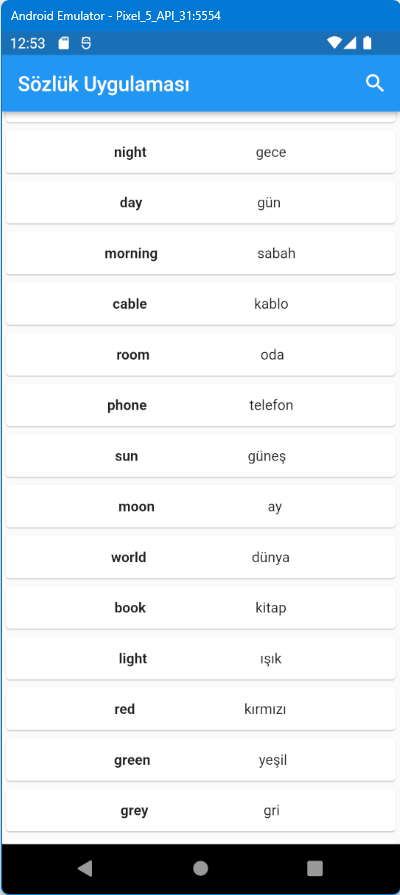 Android Emulator - Pixel_5_API_31:5554
12:53
Sözlük Uygulaması
night gece
day gün
morning sabah
cable kablo
room oda
phone telefon
sun güneş
moon ay
world dünya
book kitap
light ışık
red kırmızı
green yeşil
grey gri